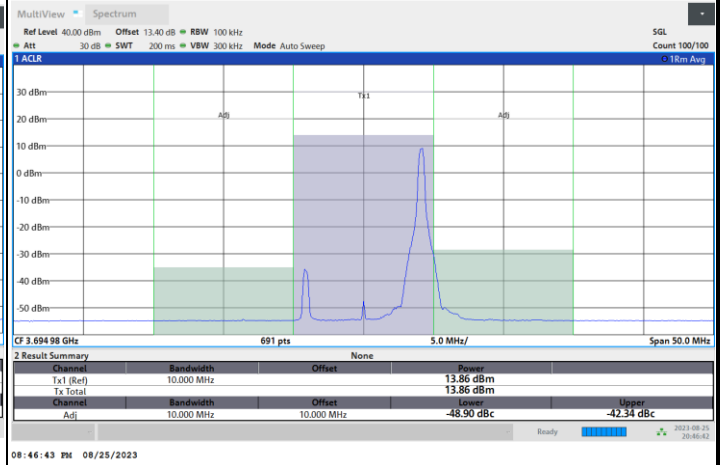 MultiView Spectrum
Ref Level 40.00 dBm Offset 13.40 dB RBW 100 kHz SGL
Att 30 dB SWT 200 ms VBW 300 kHz Mode Auto Sweep Count 100/100
1 ACLR 1Rm Avg
Tx1
30 dBm
Adj Adj
20 dBm
10 dBm
0 dBm
-10 dBm
-20 dBm
-30 dBm
-40 dBm
-50 dBm
CF 3.694 98 GHz 691 pts 5.0 MHz/ Span 50.0 MHz
2 Result Summary None
Channel Bandwidth Offset Power
Tx1 (Ref) 10.000 MHz 13.86 dBm
Tx Total 13.86 dBm
Channel Bandwidth Offset Lower Upper
Adj 10.000 MHz 10.000 MHz -48.90 dBc -42.34 dBc
Ready 2023-08-25
20:46:42
08:46:43 PM 08/25/2023